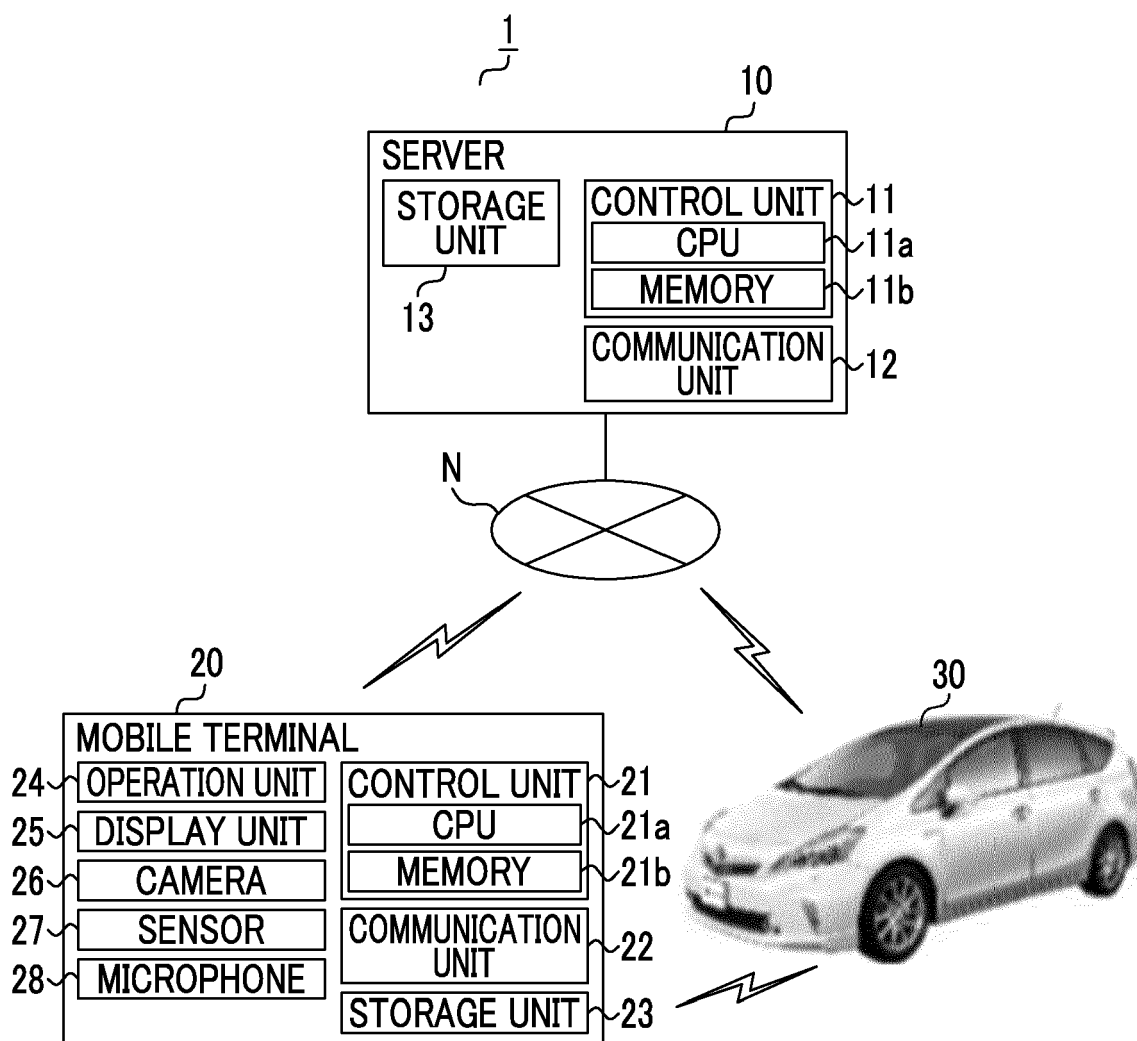 1
10
SERVER
STORAGE
UNIT
13
CONTROL UNIT
11
CPU
11a
MEMORY
11b
COMMUNICATION
UNIT
12
N
20
MOBILE TERMINAL
24
OPERATION UNIT
25
DISPLAY UNIT
26
CAMERA
27
SENSOR
28
MICROPHONE
CONTROL UNIT
21
CPU
21a
MEMORY
21b
COMMUNICATION
UNIT
22
STORAGE UNIT
23
30